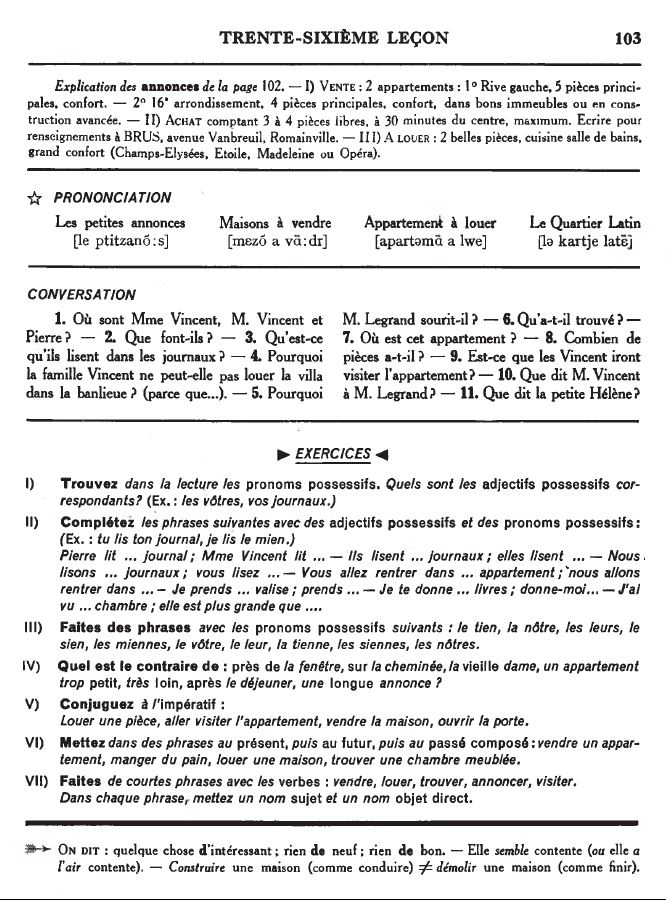 TRENTE-SIXIÈME LEÇON 103
Explication des annonces de la page 102. — I) VENTE : 2 appartements : 1º Rive gauche, 5 pièces princi-
pales, confort. — 2º 16e arrondissement, 4 pièces principales, confort, dans bons immeubles ou en cons-
truction avancée. — II) ACHAT comptant 3 à 4 pièces libres, à 30 minutes du centre, maximum. Ecrire pour
renseignements à BRUS, avenue Vanbreuil, Romainville. — III) A LOUER : 2 belles pièces, cuisine salle de bains,
grand confort (Champs-Elysées, Etoile, Madeleine ou Opéra).
☆ PRONONCIATION
Les petites annonces Maisons à vendre Appartement à louer Le Quartier Latin
[le ptitzanõ:s] [mɛzõ a vɑ̃:dr] [apartəmɑ̃ a lwe] [lə kartje latɛ̃]
CONVERSATION
1. Où sont Mme Vincent, M. Vincent et
Pierre ? — 2. Que font-ils ? — 3. Qu'est-ce
qu'ils lisent dans les journaux ? — 4. Pourquoi
la famille Vincent ne peut-elle pas louer la villa
dans la banlieue ? (parce que...). — 5. Pourquoi
M. Legrand sourit-il ? — 6. Qu'a-t-il trouvé ? —
7. Où est cet appartement ? — 8. Combien de
pièces a-t-il ? — 9. Est-ce que les Vincent iront
visiter l'appartement ? — 10. Que dit M. Vincent
à M. Legrand ? — 11. Que dit la petite Hélène?
► EXERCICES ◄
I) Trouvez dans la lecture les pronoms possessifs. Quels sont les adjectifs possessifs cor-
respondants? (Ex. : les vôtres, vos journaux.)
II) Complétez les phrases suivantes avec des adjectifs possessifs et des pronoms possessifs :
(Ex. : tu lis ton journal, je lis le mien.)
Pierre lit ... journal ; Mme Vincent lit ... — Ils lisent ... journaux ; elles lisent ... — Nous
lisons ... journaux ; vous lisez ... — Vous allez rentrer dans ... appartement ; nous allons
rentrer dans ... – Je prends ... valise ; prends ... — Je te donne ... livres ; donne-moi... — J'ai
vu ... chambre ; elle est plus grande que ....
III) Faites des phrases avec les pronoms possessifs suivants : le tien, la nôtre, les leurs, le
sien, les miennes, le vôtre, le leur, la tienne, les siennes, les nôtres.
IV) Quel est le contraire de : près de la fenêtre, sur la cheminée, la vieille dame, un appartement
trop petit, très loin, après le déjeuner, une longue annonce ?
V) Conjuguez à l'impératif :
Louer une pièce, aller visiter l'appartement, vendre la maison, ouvrir la porte.
VI) Mettez dans des phrases au présent, puis au futur, puis au passé composé : vendre un appar-
tement, manger du pain, louer une maison, trouver une chambre meublée.
VII) Faites de courtes phrases avec les verbes : vendre, louer, trouver, annoncer, visiter.
Dans chaque phrase, mettez un nom sujet et un nom objet direct.
ON DIT : quelque chose d'intéressant ; rien de neuf ; rien de bon. — Elle semble contente (ou elle a
l'air contente). — Construire une maison (comme conduire) ≠ démolir une maison (comme finir).